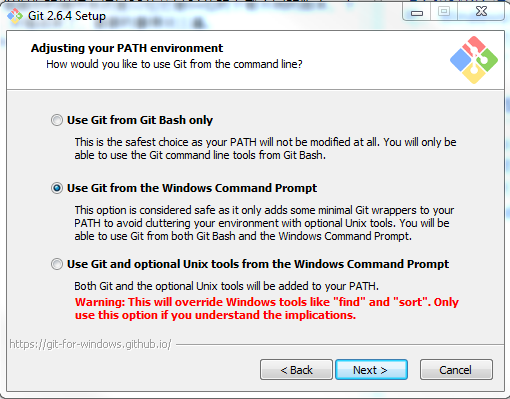 Git 2.6.4 Setup
Adjusting your PATH environment
How would you like to use Git from the command line?
Use Git from Git Bash only
This is the safest choice as your PATH will not be modified at all. You will only be
able to use the Git command line tools from Git Bash.
Use Git from the Windows Command Prompt
This option is considered safe as it only adds some minimal Git wrappers to your
PATH to avoid cluttering your environment with optional Unix tools. You will be
able to use Git from both Git Bash and the Windows Command Prompt.
Use Git and optional Unix tools from the Windows Command Prompt
Both Git and the optional Unix tools will be added to your PATH.
Warning: This will override Windows tools like "find" and "sort". Only
use this option if you understand the implications.
https://git-for-windows.github.io/
< Back
Next >
Cancel